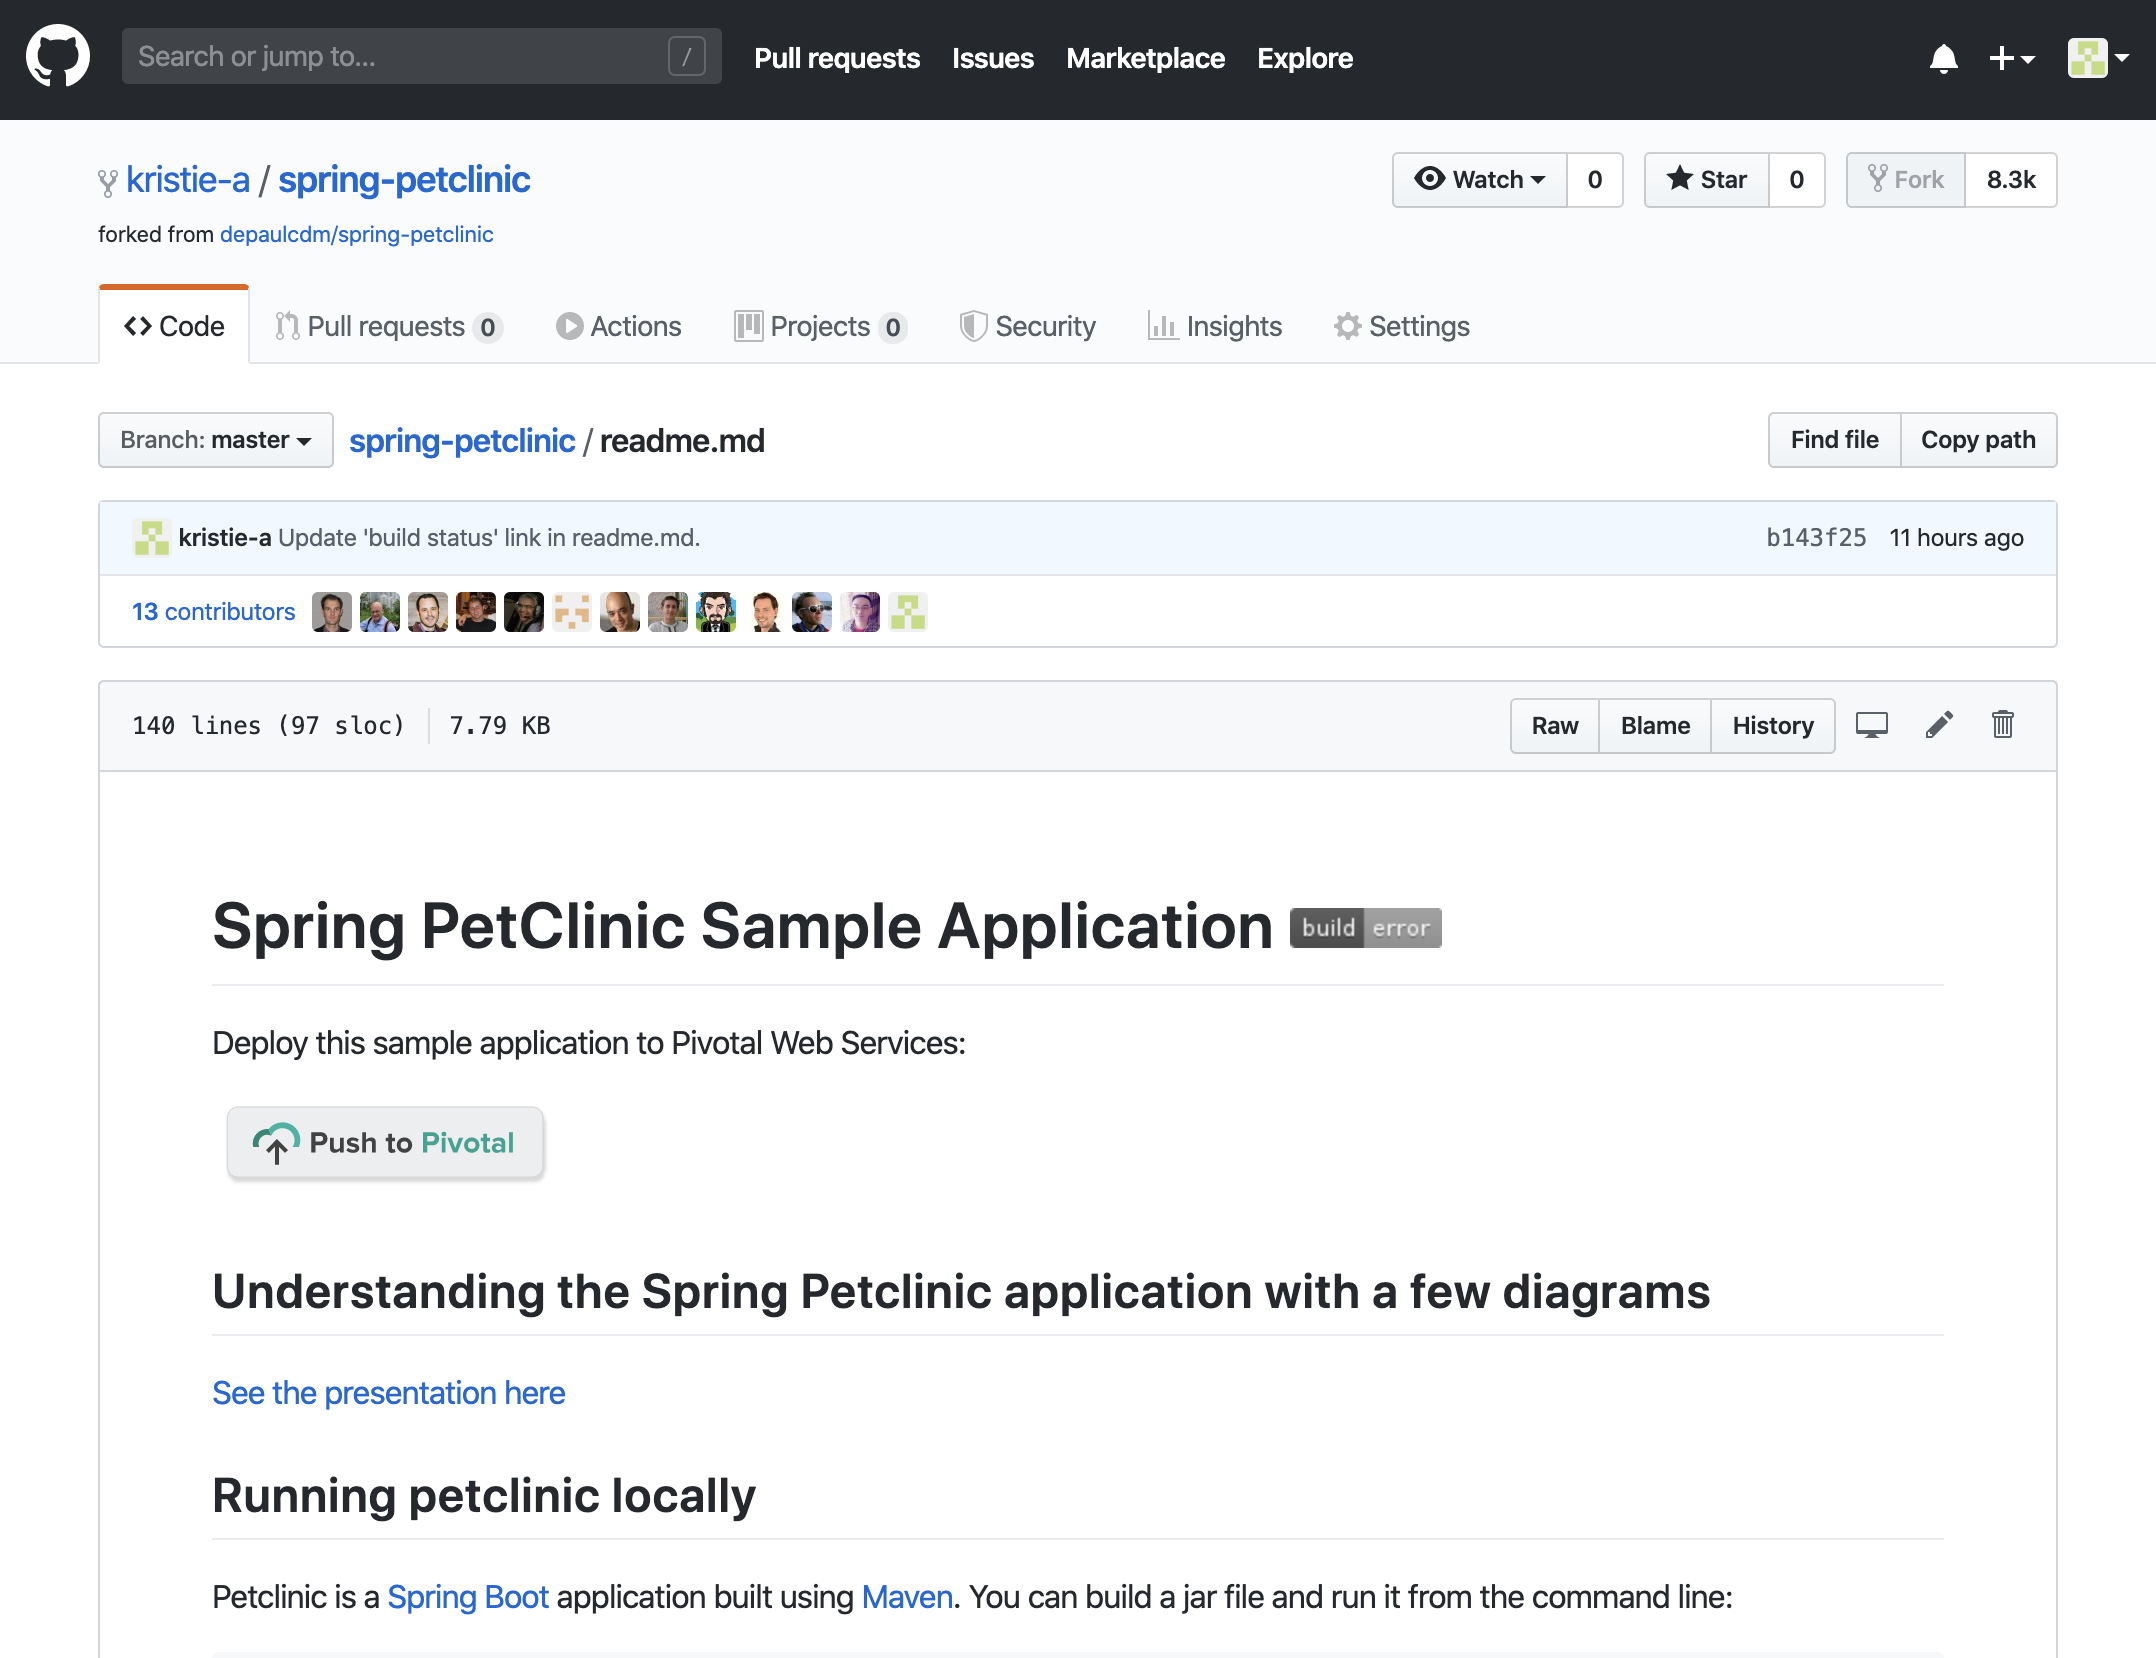 Search or jump to... /
Pull requests Issues Marketplace Explore
kristie-a / spring-petclinic
forked from depaulcdm/spring-petclinic
Watch 0 Star 0 Fork 8.3k
Code Pull requests 0 Actions Projects 0 Security Insights Settings
Branch: master spring-petclinic / readme.md Find file Copy path
kristie-a Update 'build status' link in readme.md. b143f25 11 hours ago
13 contributors
140 lines (97 sloc) 7.79 KB Raw Blame History
Spring PetClinic Sample Application build error
Deploy this sample application to Pivotal Web Services:
Push to Pivotal
Understanding the Spring Petclinic application with a few diagrams
See the presentation here
Running petclinic locally
Petclinic is a Spring Boot application built using Maven. You can build a jar file and run it from the command line: